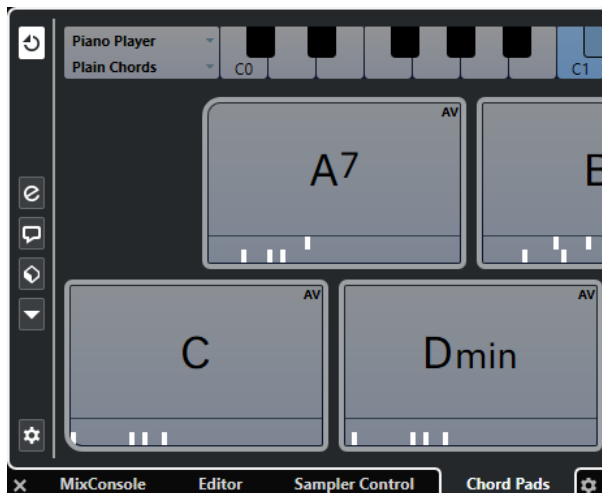 Piano Player
Plain Chords
C0
C1
AV
A7
AV
C
AV
Dmin
MixConsole
Editor
Sampler Control
Chord Pads